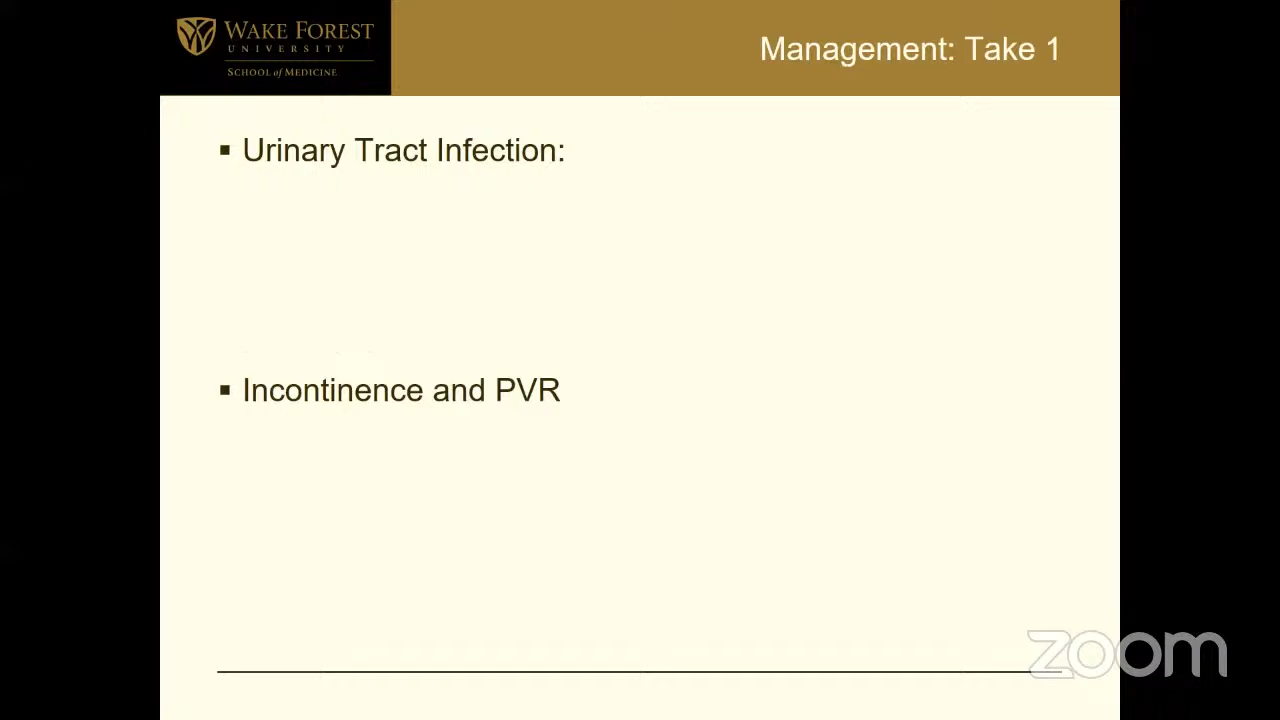 WAKE FOREST
UNIVERSITY
SCHOOL of MEDICINE
Management: Take 1
▪ Urinary Tract Infection:
▪ Incontinence and PVR
zoom